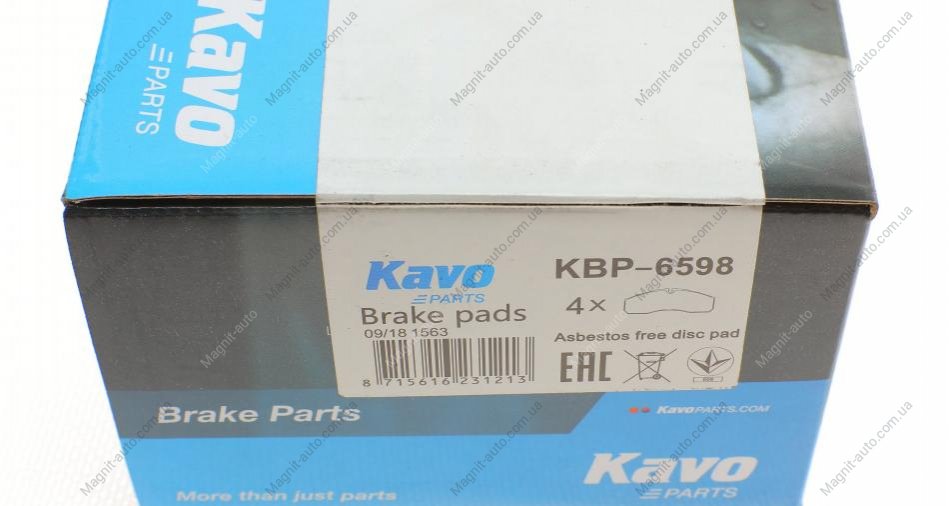 Kavo
PARTS
Kavo
PARTS
Brake pads
09/18 1563
8 715616 231213
KBP-6598
4x
Asbestos free disc pad
EAC
Brake Parts
KavoPARTS.COM
Kavo
PARTS
More than just parts
Magnit-auto.com.ua